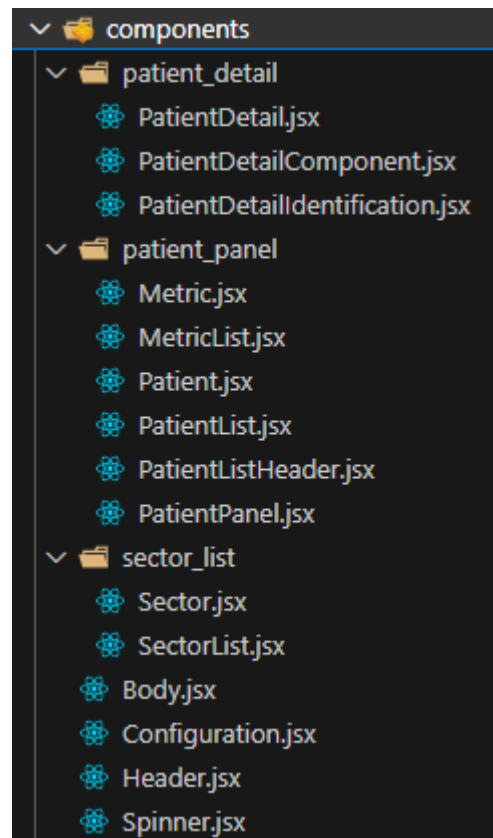 components
patient_detail
PatientDetail.jsx
PatientDetailComponent.jsx
PatientDetailIdentification.jsx
patient_panel
Metric.jsx
MetricList.jsx
Patient.jsx
PatientList.jsx
PatientListHeader.jsx
PatientPanel.jsx
sector_list
Sector.jsx
SectorList.jsx
Body.jsx
Configuration.jsx
Header.jsx
Spinner.jsx